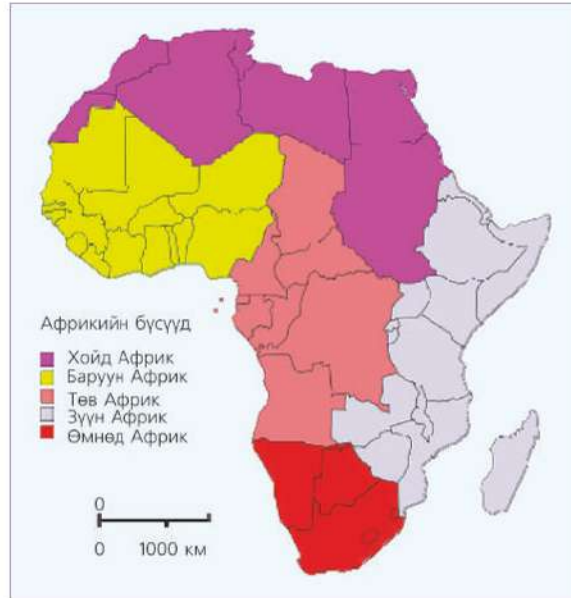 Африкийн бүсүүд
Хойд Африк
Баруун Африк
Төв Африк
Зүүн Африк
Өмнөд Африк
0
0 1000 км